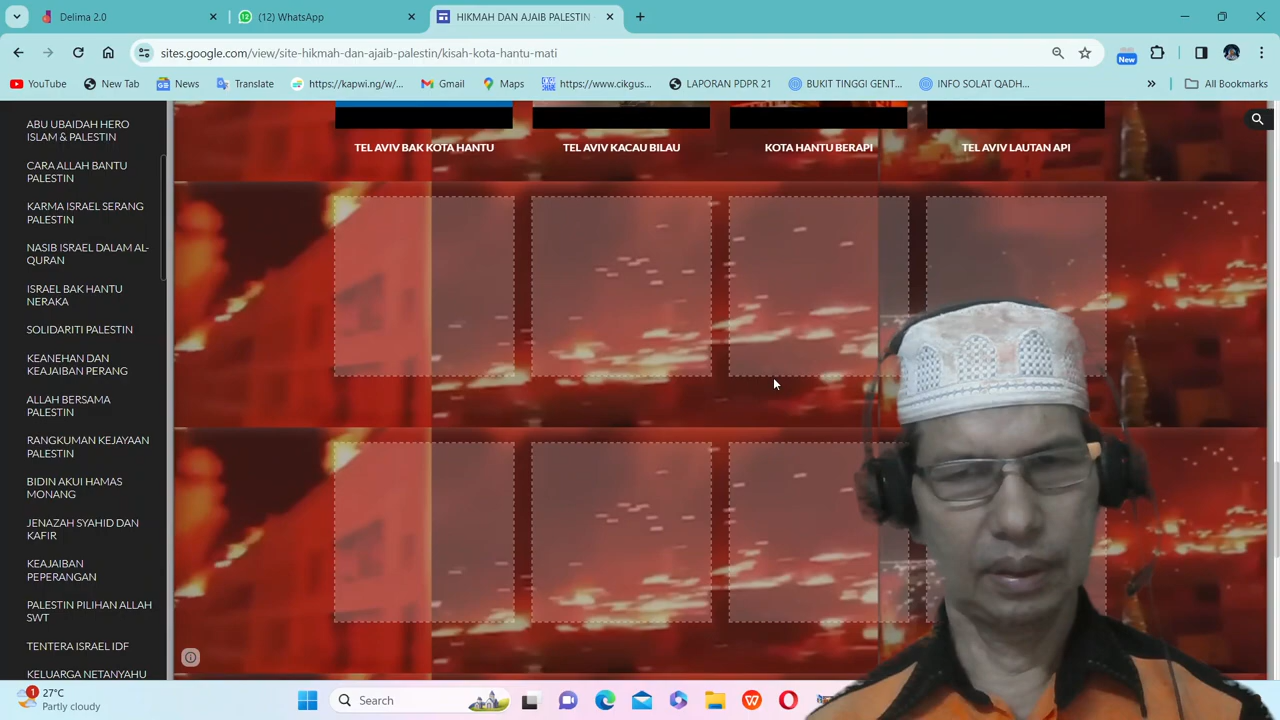 Delima 2.0
(12) WhatsApp
HIKMAH DAN AJAIB PALESTIN
sites.google.com/view/site-hikmah-dan-ajaib-palestin/kisah-kota-hantu-mati
New
YouTube
New Tab
News
Translate
https://kapwi.ng/w/...
Gmail
Maps
https://www.cikgus...
LAPORAN PDPR 21
BUKIT TINGGI GENT...
INFO SOLAT QADH...
All Bookmarks
ABU UBAIDAH HERO
ISLAM & PALESTIN
CARA ALLAH BANTU
PALESTIN
KARMA ISRAEL SERANG
PALESTIN
NASIB ISRAEL DALAM AL-
QURAN
ISRAEL BAK HANTU
NERAKA
SOLIDARITI PALESTIN
KEANEHAN DAN
KEAJAIBAN PERANG
ALLAH BERSAMA
PALESTIN
RANGKUMAN KEJAYAAN
PALESTIN
BIDIN AKUI HAMAS
MONANG
JENAZAH SYAHID DAN
KAFIR
KEAJAIBAN
PEPERANGAN
PALESTIN PILIHAN ALLAH
SWT
TENTERA ISRAEL IDF
KELUARGA NETANYAHU
TEL AVIV BAK KOTA HANTU
TEL AVIV KACAU BILAU
KOTA HANTU BERAPI
TEL AVIV LAUTAN API
1
27°C
Partly cloudy
Search